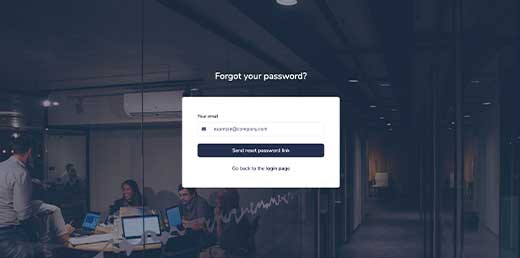 Forgot your password?
Your email
example@company.com
Send reset password link
Go back to the login page